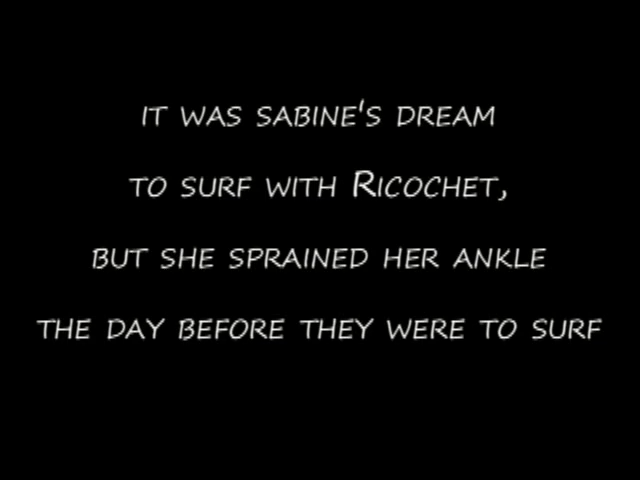 IT WAS SABINE'S DREAM
TO SURF WITH RICOCHET,
BUT SHE SPRAINED HER ANKLE
THE DAY BEFORE THEY WERE TO SURF